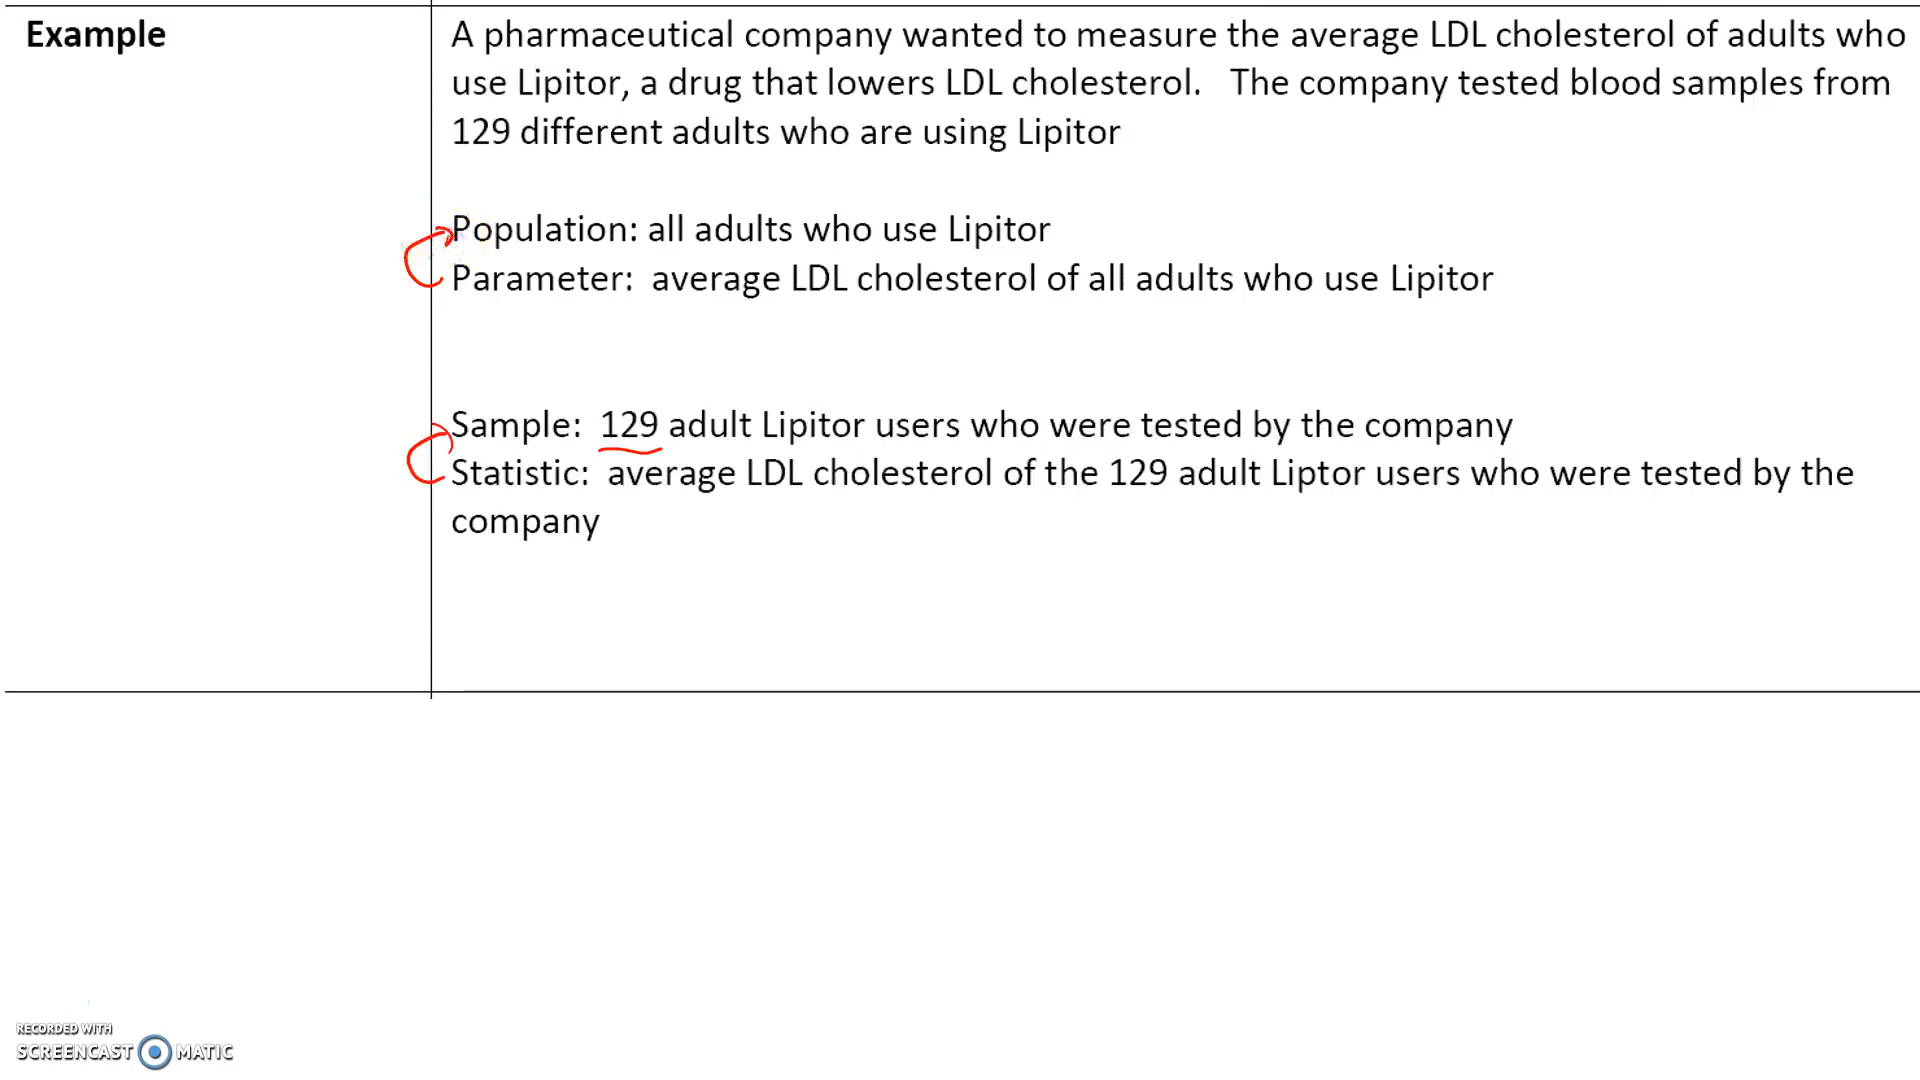 Example
A pharmaceutical company wanted to measure the average LDL cholesterol of adults who
use Lipitor, a drug that lowers LDL cholesterol. The company tested blood samples from
129 different adults who are using Lipitor
Population: all adults who use Lipitor
Parameter: average LDL cholesterol of all adults who use Lipitor
Sample: 129 adult Lipitor users who were tested by the company
Statistic: average LDL cholesterol of the 129 adult Liptor users who were tested by the
company
RECORDED WITH
SCREENCAST MATIC